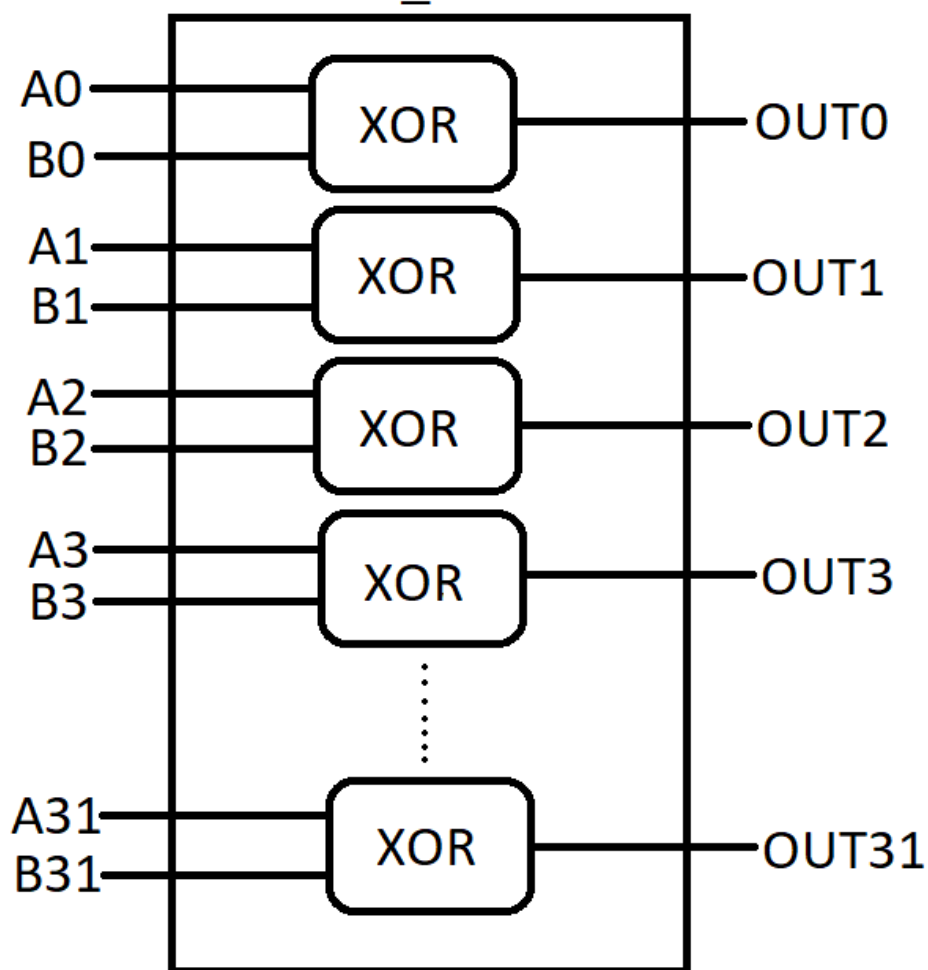 A0
XOR
OUT0
B0
A1
XOR
OUT1
B1
A2
XOR
OUT2
B2
A3
XOR
OUT3
B3
A31
XOR
OUT31
B31